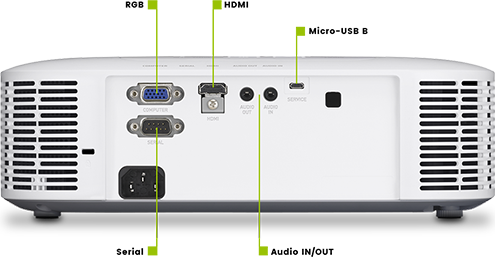 RGB
HDMI
Micro-USB B
COMPUTER
HDMI
AUDIO OUT
AUDIO IN
SERVICE
SERIAL
Serial
Audio IN/OUT